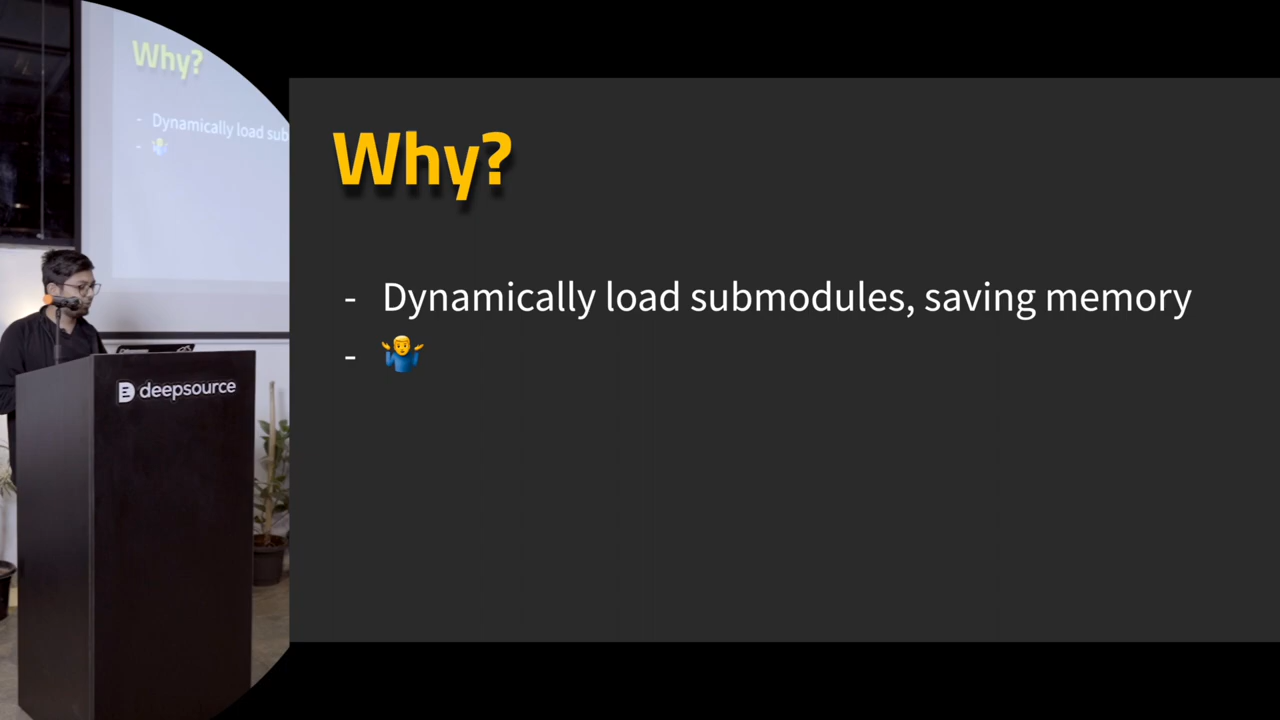 Why?
- Dynamically load sub
-
deepsource
Why?
- Dynamically load submodules, saving memory
- 🤷‍♂️